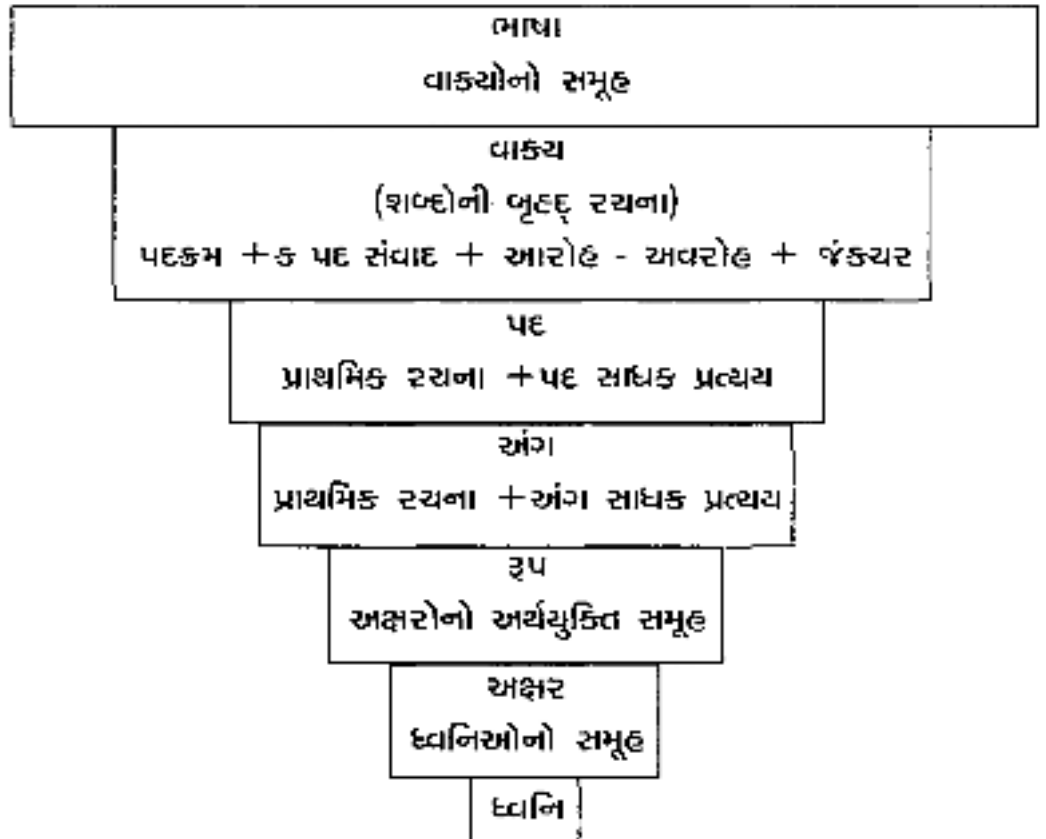 ભાષા
વાક્યોનો સમૂહ
વાક્ય
(શબ્દોની બૃહદ્ રચના)
પદક્રમ +ક પદ સંવાદ + આરોહ - અવરોહ + જંક્ચર
પદ
પ્રાથમિક રચના +પદ સાધક પ્રત્યય
અંગ
પ્રાથમિક રચના +અંગ સાધક પ્રત્યય
રૂપ
અક્ષરોનો અર્થયુક્તિ સમૂહ
અક્ષર
ધ્વનિઓનો સમૂહ
ધ્વનિ